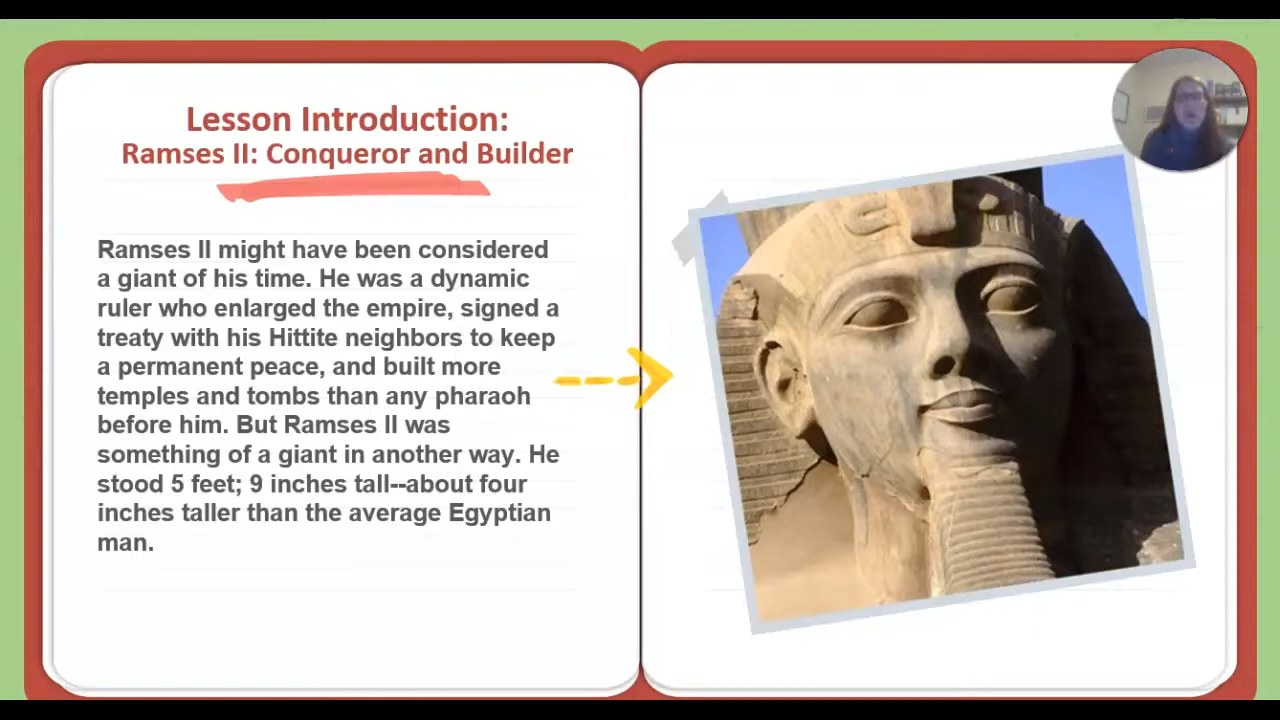 Lesson Introduction:
Ramses II: Conqueror and Builder
Ramses II might have been considered
a giant of his time. He was a dynamic
ruler who enlarged the empire, signed a
treaty with his Hittite neighbors to keep
a permanent peace, and built more
temples and tombs than any pharaoh
before him. But Ramses II was
something of a giant in another way. He
stood 5 feet; 9 inches tall--about four
inches taller than the average Egyptian
man.